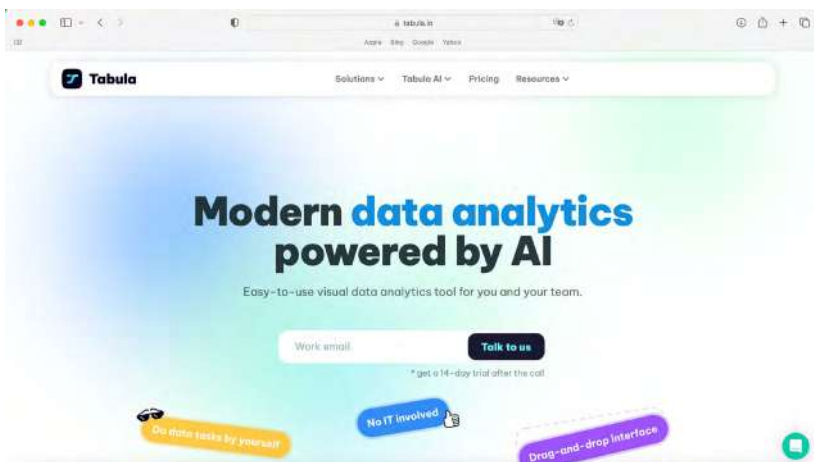 tabula.io
Apple Bing Google Yahoo
Tabula
Solutions Tabula AI Pricing Resources
Modern data analytics
powered by AI
Easy-to-use visual data analytics tool for you and your team.
Work email Talk to us
* get a 14-day trial after the call
Do data tasks by yourself
No IT involved
Drag-and-drop interface